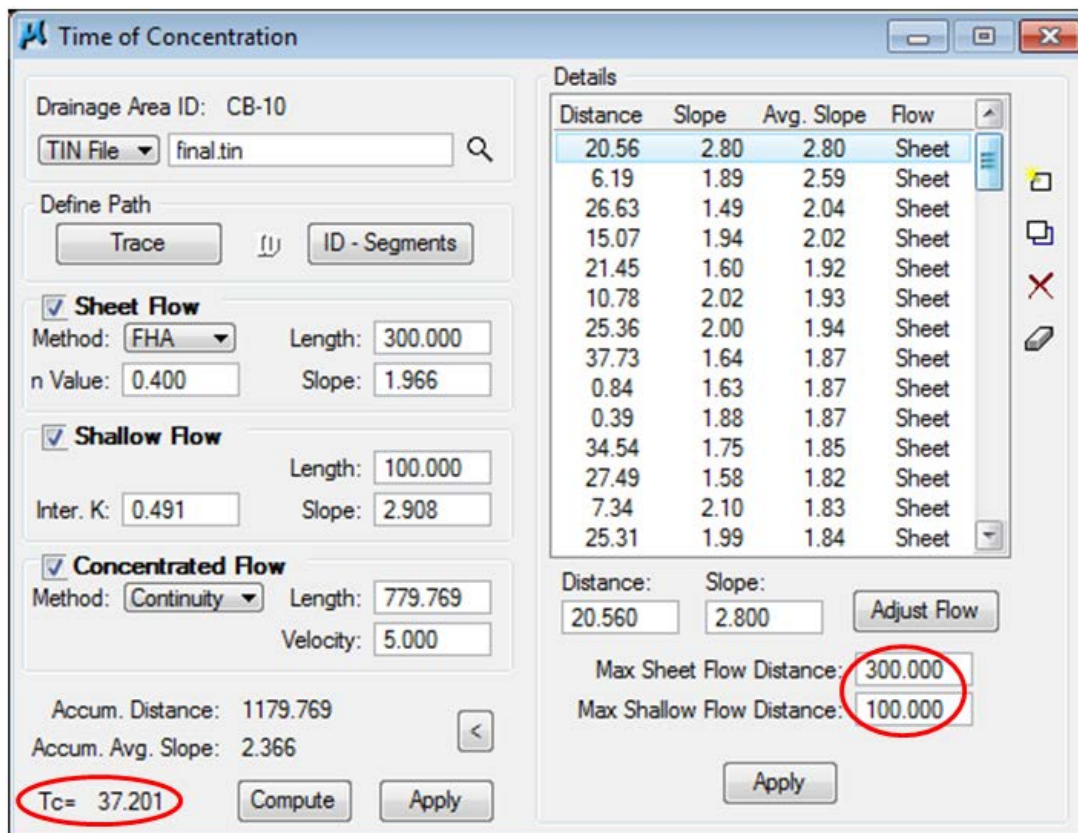 Time of Concentration
Drainage Area ID: CB-10
TIN File final.tin
Define Path
Trace ID - Segments
Sheet Flow
Method: FHA Length: 300.000
n Value: 0.400 Slope: 1.966
Shallow Flow
Length: 100.000
Inter. K: 0.491 Slope: 2.908
Concentrated Flow
Method: Continuity Length: 779.769
Velocity: 5.000
Accum. Distance: 1179.769
Accum. Avg. Slope: 2.366
<
Tc= 37.201 Compute Apply
Details
Distance Slope Avg. Slope Flow
20.56 2.80 2.80 Sheet
6.19 1.89 2.59 Sheet
26.63 1.49 2.04 Sheet
15.07 1.94 2.02 Sheet
21.45 1.60 1.92 Sheet
10.78 2.02 1.93 Sheet
25.36 2.00 1.94 Sheet
37.73 1.64 1.87 Sheet
0.84 1.63 1.87 Sheet
0.39 1.88 1.87 Sheet
34.54 1.75 1.85 Sheet
27.49 1.58 1.82 Sheet
7.34 2.10 1.83 Sheet
25.31 1.99 1.84 Sheet
Distance: Slope:
20.560 2.800 Adjust Flow
Max Sheet Flow Distance: 300.000
Max Shallow Flow Distance: 100.000
Apply